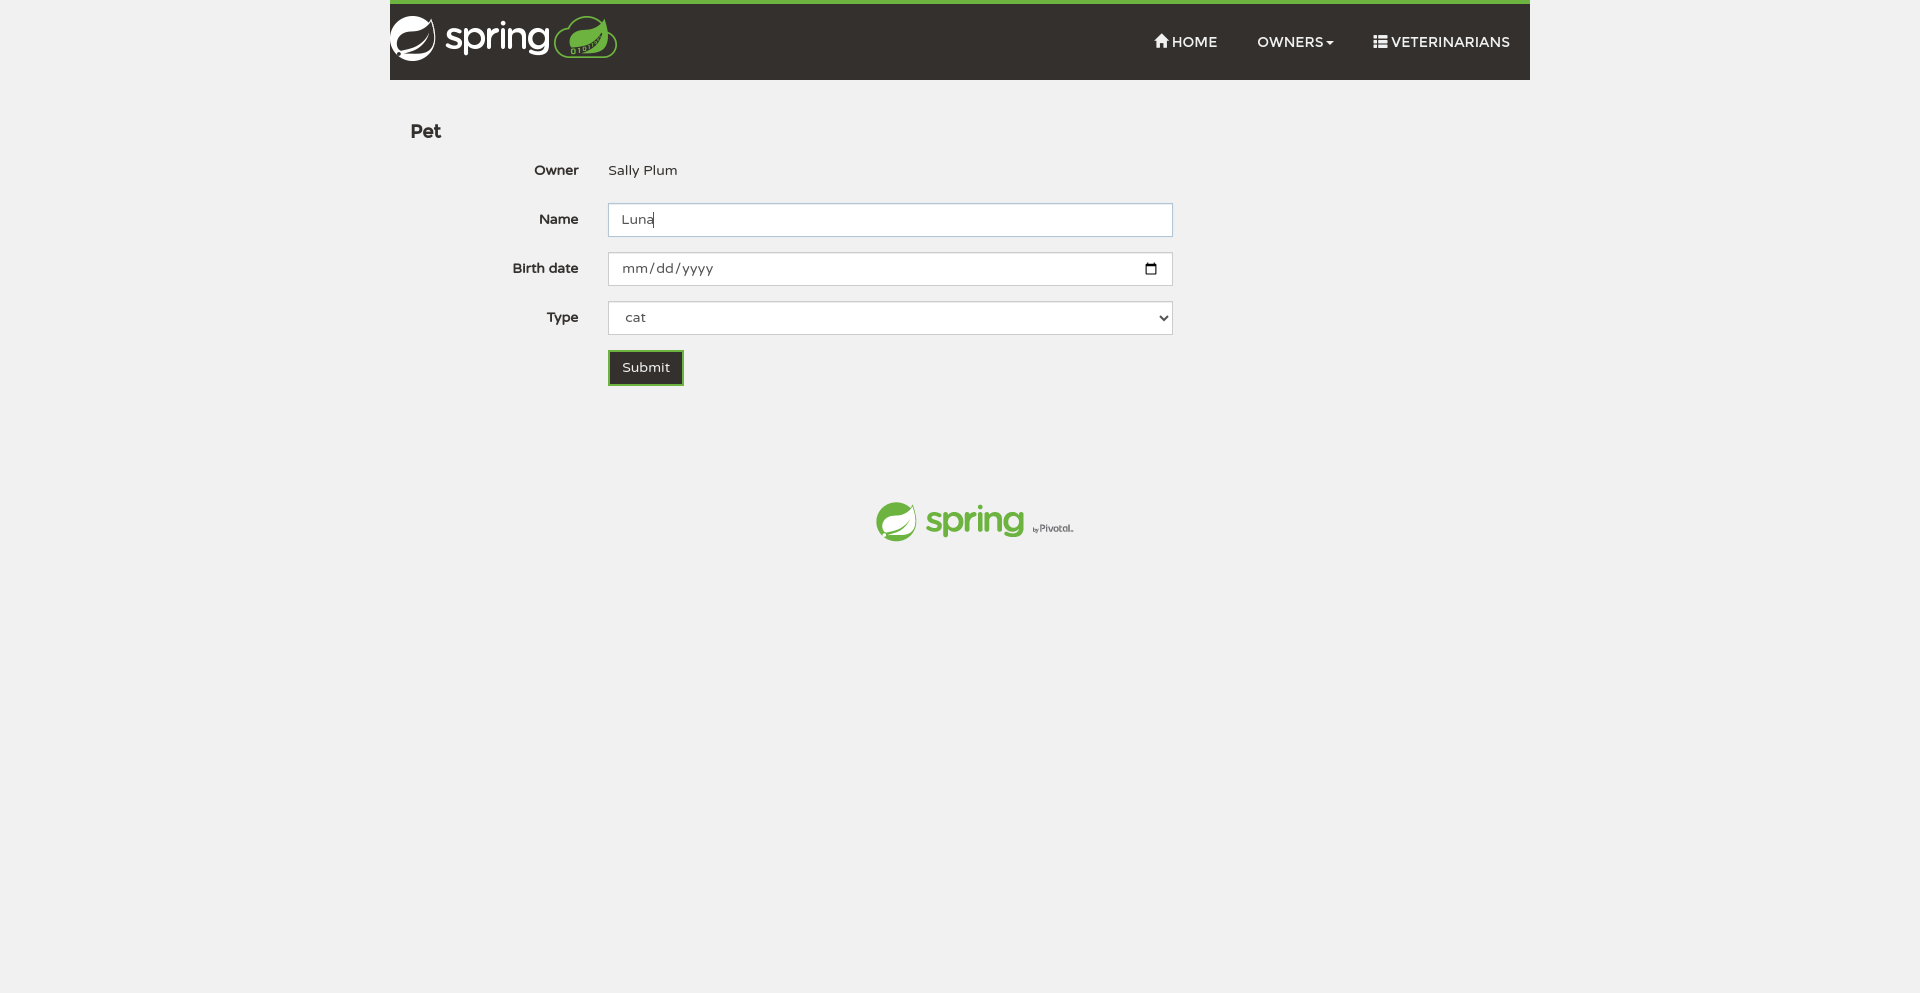 spring
HOME
OWNERS
VETERINARIANS
Pet
Owner
Sally Plum
Name
Luna
Birth date
mm/dd/yyyy
Type
cat
Submit
spring by Pivotal